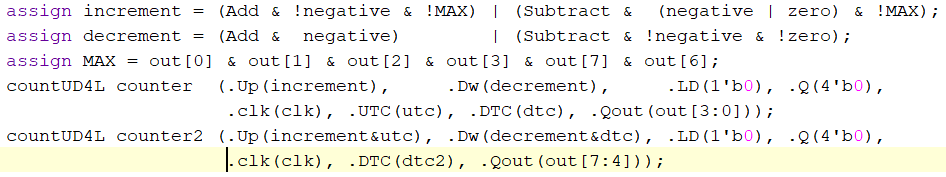 assign increment = (Add & !negative & !MAX) | (Subtract &  (negative | zero) & !MAX);
assign decrement = (Add &  negative)        | (Subtract & !negative & !zero);
assign MAX = out[0] & out[1] & out[2] & out[3] & out[7] & out[6];
countUD4L counter  (.Up(increment),     .Dw(decrement),     .LD(1'b0), .Q(4'b0),
.clk(clk), .UTC(utc), .DTC(dtc), .Qout(out[3:0]));
countUD4L counter2 (.Up(increment&utc), .Dw(decrement&dtc), .LD(1'b0), .Q(4'b0),
.clk(clk), .DTC(dtc2), .Qout(out[7:4]));